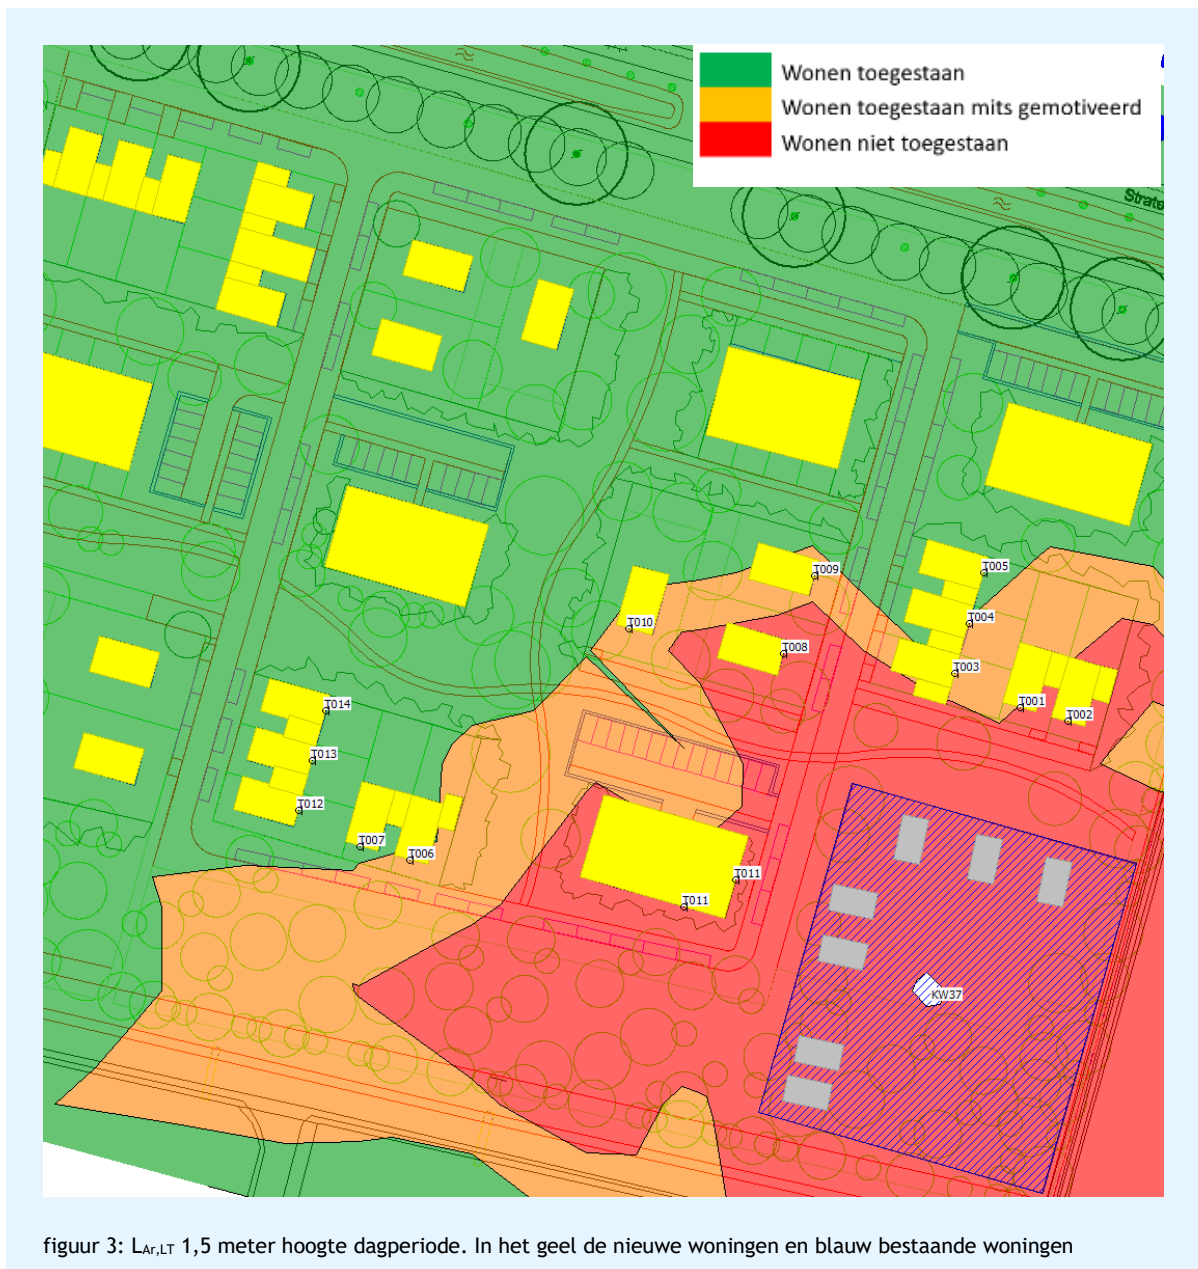 Wonen toegestaan
Wonen toegestaan mits gemotiveerd
Wonen niet toegestaan
Strate
T009
T005
T010
T004
T008
T003
T001
T002
T014
T013
T012
T007
T006
T011
T011
KW37
figuur 3: LAr,LT 1,5 meter hoogte dagperiode. In het geel de nieuwe woningen en blauw bestaande woningen